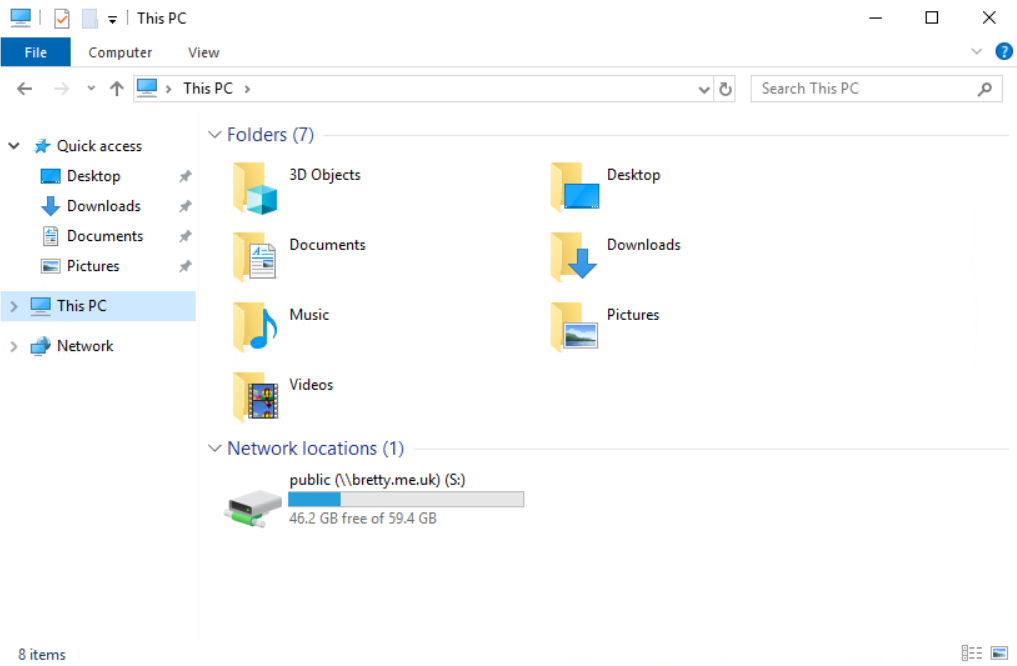 This PC
File Computer View
This PC
Search This PC
Quick access
Desktop
Downloads
Documents
Pictures
This PC
Network
Folders (7)
3D Objects
Desktop
Documents
Downloads
Music
Pictures
Videos
Network locations (1)
public (\\bretty.me.uk) (S:)
46.2 GB free of 59.4 GB
8 items